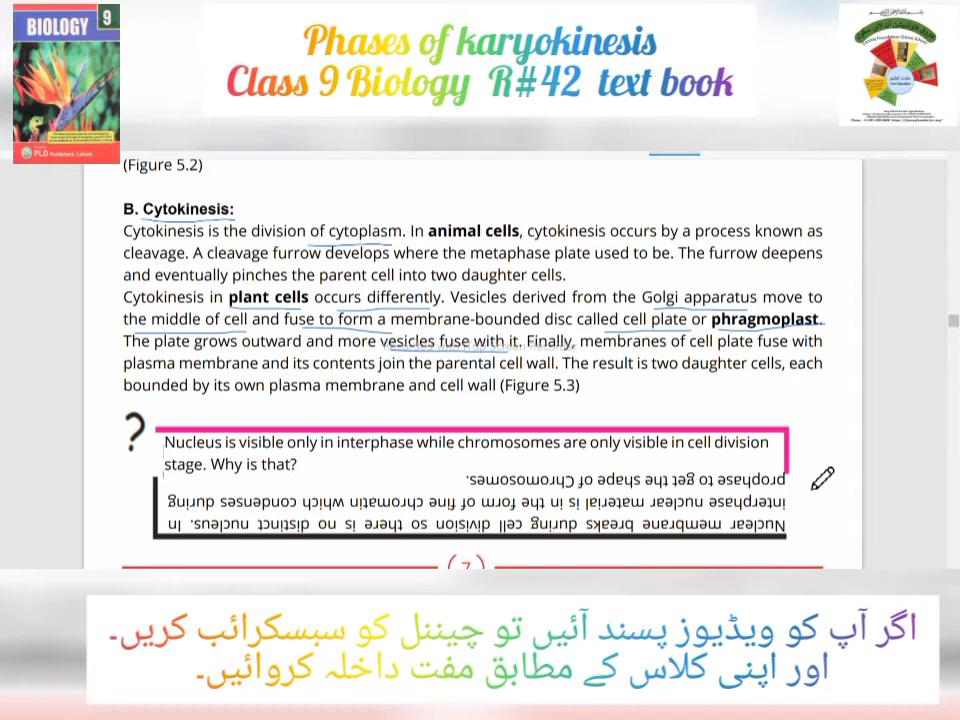 BIOLOGY 9
PLD Publishers, Lahore
Phases of karyokinesis
Class 9 Biology R#42 text book
(Figure 5.2)
B. Cytokinesis:
Cytokinesis is the division of cytoplasm. In animal cells, cytokinesis occurs by a process known as
cleavage. A cleavage furrow develops where the metaphase plate used to be. The furrow deepens
and eventually pinches the parent cell into two daughter cells.
Cytokinesis in plant cells occurs differently. Vesicles derived from the Golgi apparatus move to
the middle of cell and fuse to form a membrane-bounded disc called cell plate or phragmoplast.
The plate grows outward and more vesicles fuse with it. Finally, membranes of cell plate fuse with
plasma membrane and its contents join the parental cell wall. The result is two daughter cells, each
bounded by its own plasma membrane and cell wall (Figure 5.3)
?
Nucleus is visible only in interphase while chromosomes are only visible in cell division
stage. Why is that?
Nuclear membrane breaks during cell division so there is no distinct nucleus. In
interphase nuclear material is in the form of fine chromatin which condenses during
prophase to get the shape of Chromosomes.
7
اگر آپ کو ویڈیوز پسند آئیں تو چیننل کو سبسکرائب کریں۔
اور اپنی کلاس کے مطابق مفت داخلہ کروائیں۔